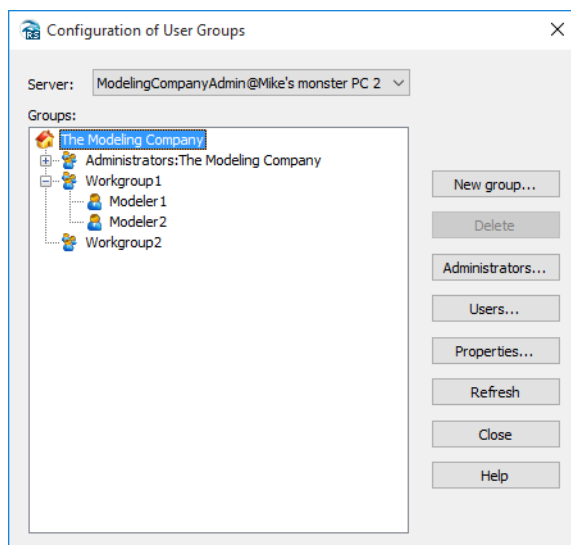 RS
Configuration of User Groups
Server: ModelingCompanyAdmin@Mike's monster PC 2
Groups:
The Modeling Company
Administrators:The Modeling Company
Workgroup1
Modeler1
Modeler2
Workgroup2
New group...
Delete
Administrators...
Users...
Properties...
Refresh
Close
Help